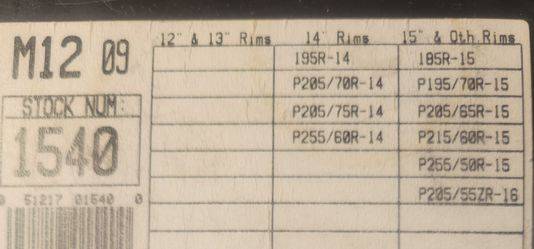 M12 09
STOCK NUM:
1540
0 51217 01540 0
12" & 13" Rims 14" Rims 15" & Oth.Rims
195R-14 185R-15
P205/70R-14 P195/70R-15
P205/75R-14 P205/65R-15
P255/60R-14 P215/60R-15
P255/50R-15
P205/55ZR-16